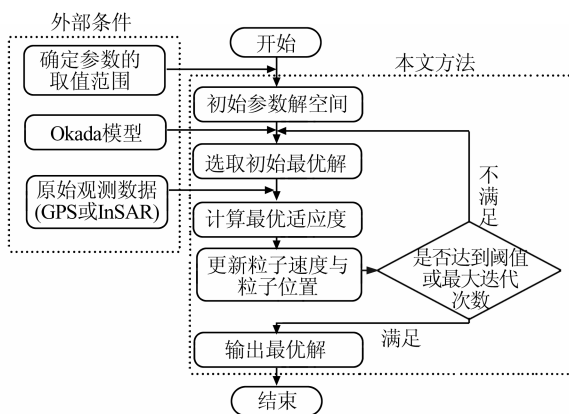 外部条件
开始
确定参数的
取值范围
本文方法
初始参数解空间
Okada模型
选取初始最优解
原始观测数据
(GPS或InSAR)
计算最优适应度
更新粒子速度与
粒子位置
是否达到阈值
或最大迭代
次数
不满足
满足
输出最优解
结束